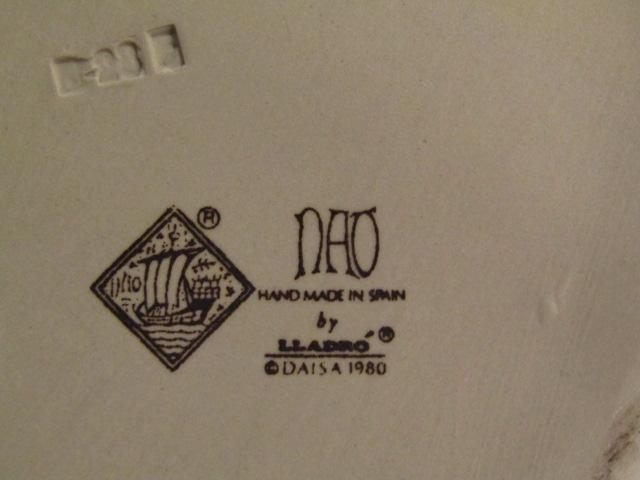 ®
NAO
HAND MADE IN SPAIN
by
LLADRÓ®
© DAISA 1980